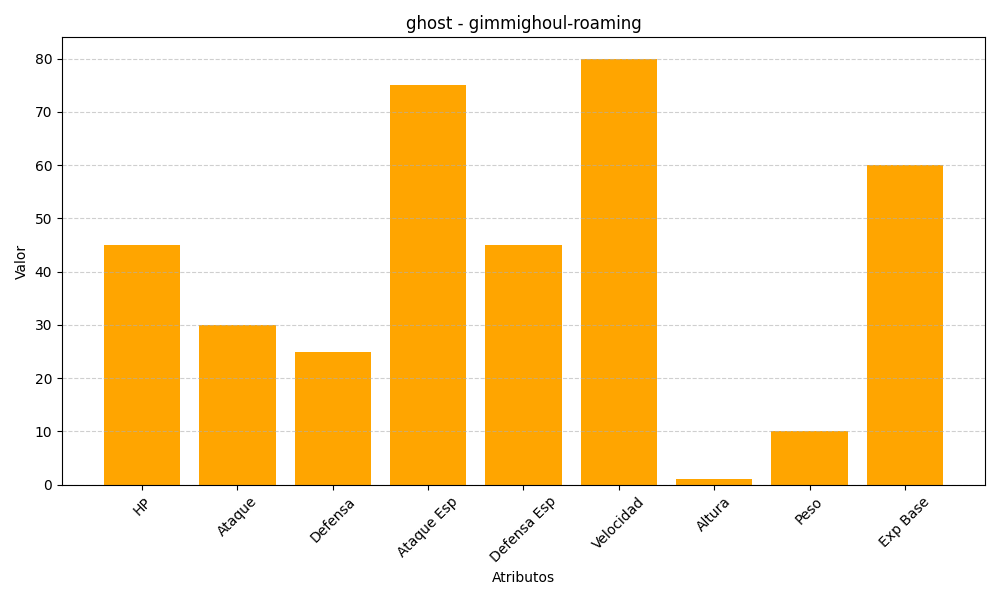 ghost - gimmighoul-roaming
Valor
80
70
60
50
40
30
20
10
0
HP
Ataque
Defensa
Ataque Esp
Defensa Esp
Velocidad
Altura
Peso
Exp Base
Atributos